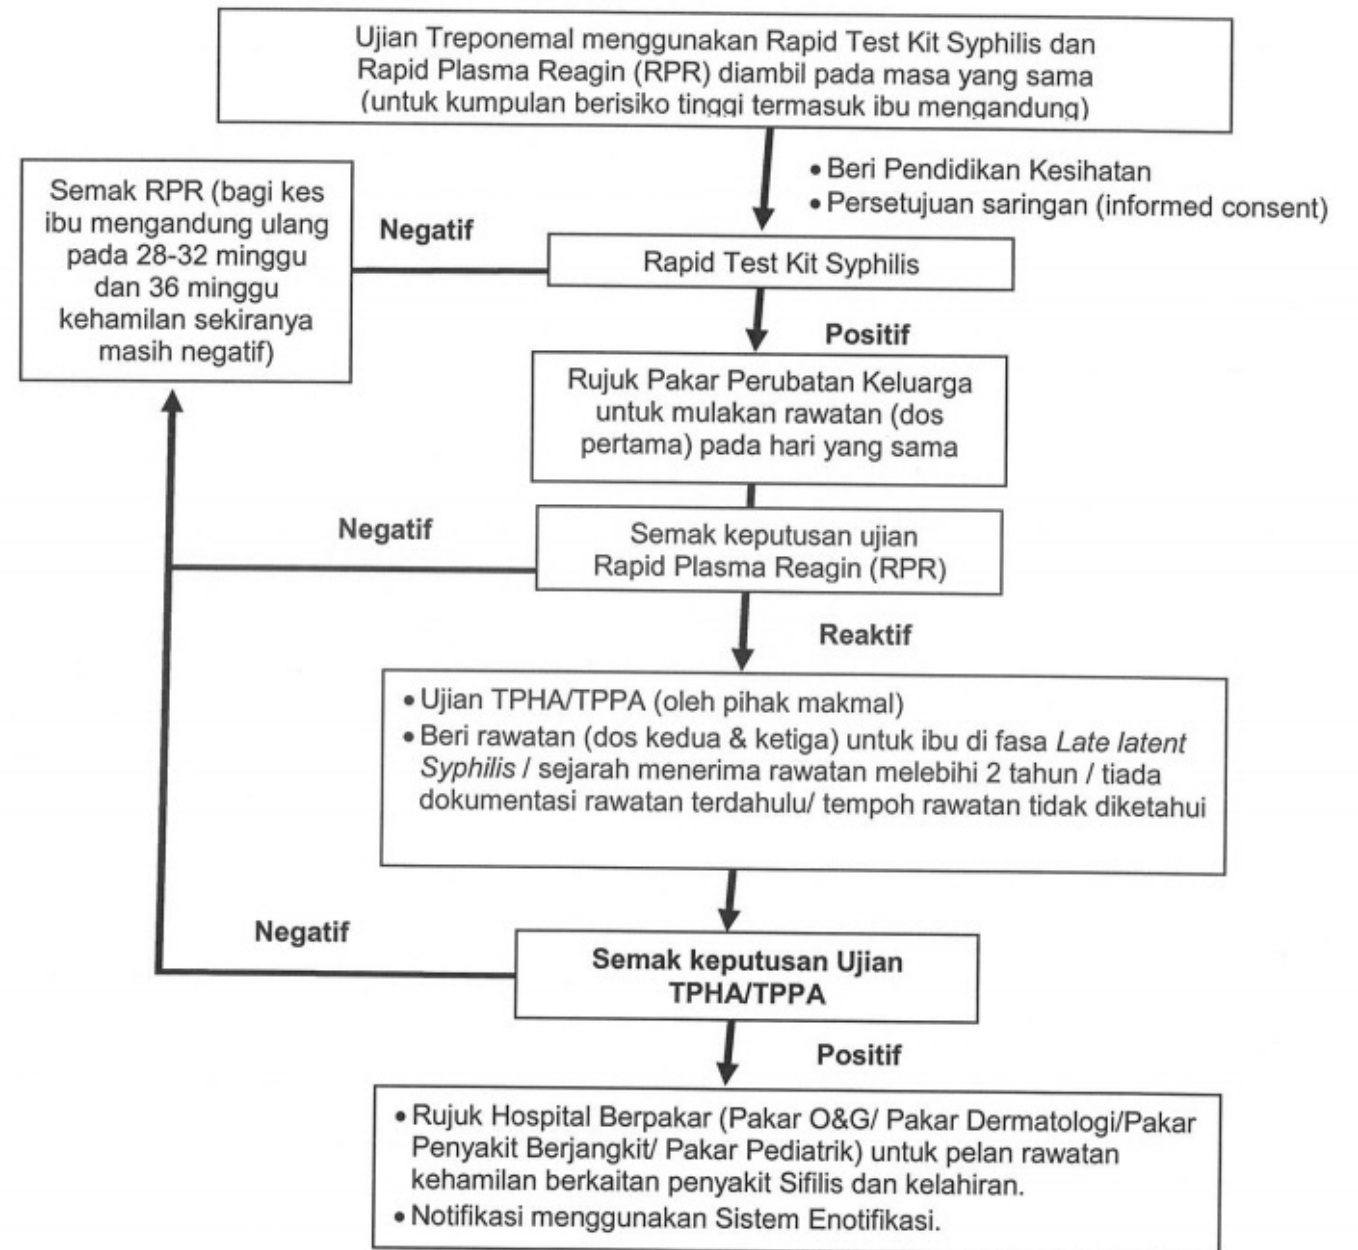 Ujian Treponemal menggunakan Rapid Test Kit Syphilis dan
Rapid Plasma Reagin (RPR) diambil pada masa yang sama
(untuk kumpulan berisiko tinggi termasuk ibu mengandung)
• Beri Pendidikan Kesihatan
• Persetujuan saringan (informed consent)
Semak RPR (bagi kes
ibu mengandung ulang
pada 28-32 minggu
dan 36 minggu
kehamilan sekiranya
masih negatif)
Negatif
Rapid Test Kit Syphilis
Positif
Rujuk Pakar Perubatan Keluarga
untuk mulakan rawatan (dos
pertama) pada hari yang sama
Negatif
Semak keputusan ujian
Rapid Plasma Reagin (RPR)
Reaktif
• Ujian TPHA/TPPA (oleh pihak makmal)
• Beri rawatan (dos kedua & ketiga) untuk ibu di fasa Late latent
Syphilis / sejarah menerima rawatan melebihi 2 tahun / tiada
dokumentasi rawatan terdahulu/ tempoh rawatan tidak diketahui
Negatif
Semak keputusan Ujian
TPHA/TPPA
Positif
• Rujuk Hospital Berpakar (Pakar O&G/ Pakar Dermatologi/Pakar
Penyakit Berjangkit/ Pakar Pediatrik) untuk pelan rawatan
kehamilan berkaitan penyakit Sifilis dan kelahiran.
• Notifikasi menggunakan Sistem Enotifikasi.